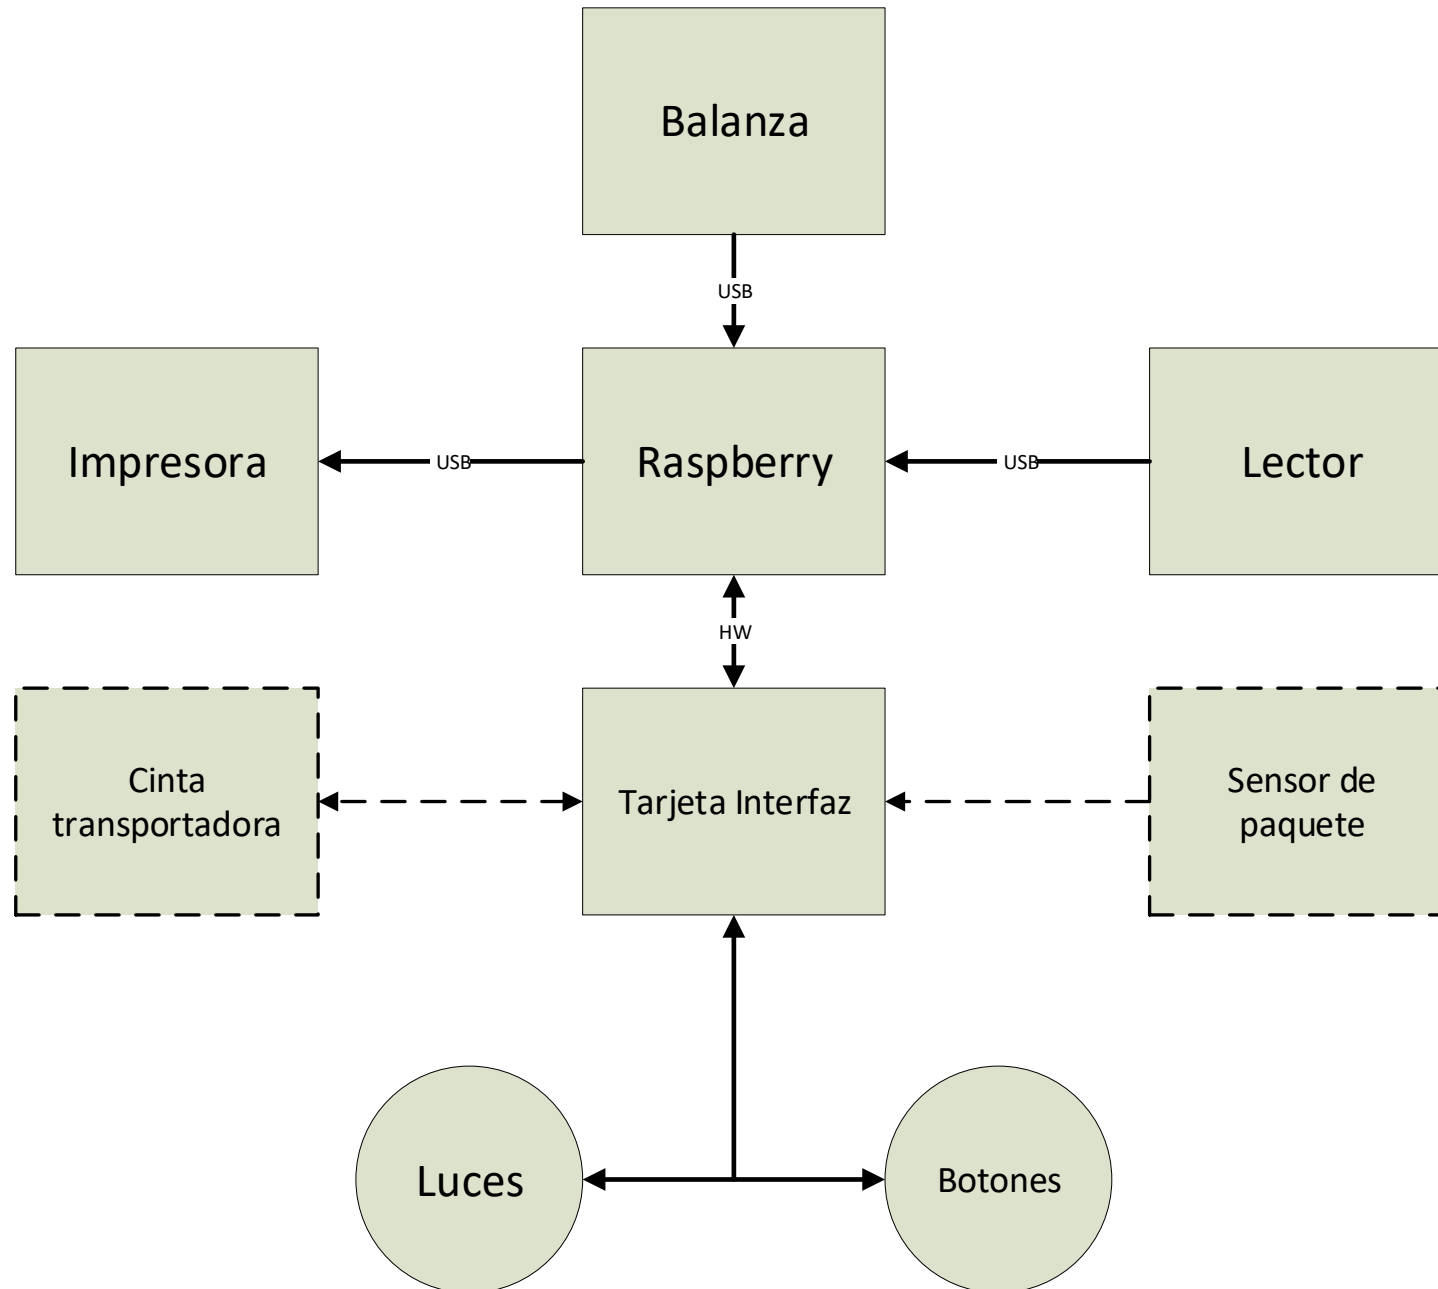 Balanza
USB
Impresora
USB
Raspberry
USB
Lector
HW
Cinta
transportadora
Tarjeta Interfaz
Sensor de
paquete
Luces
Botones